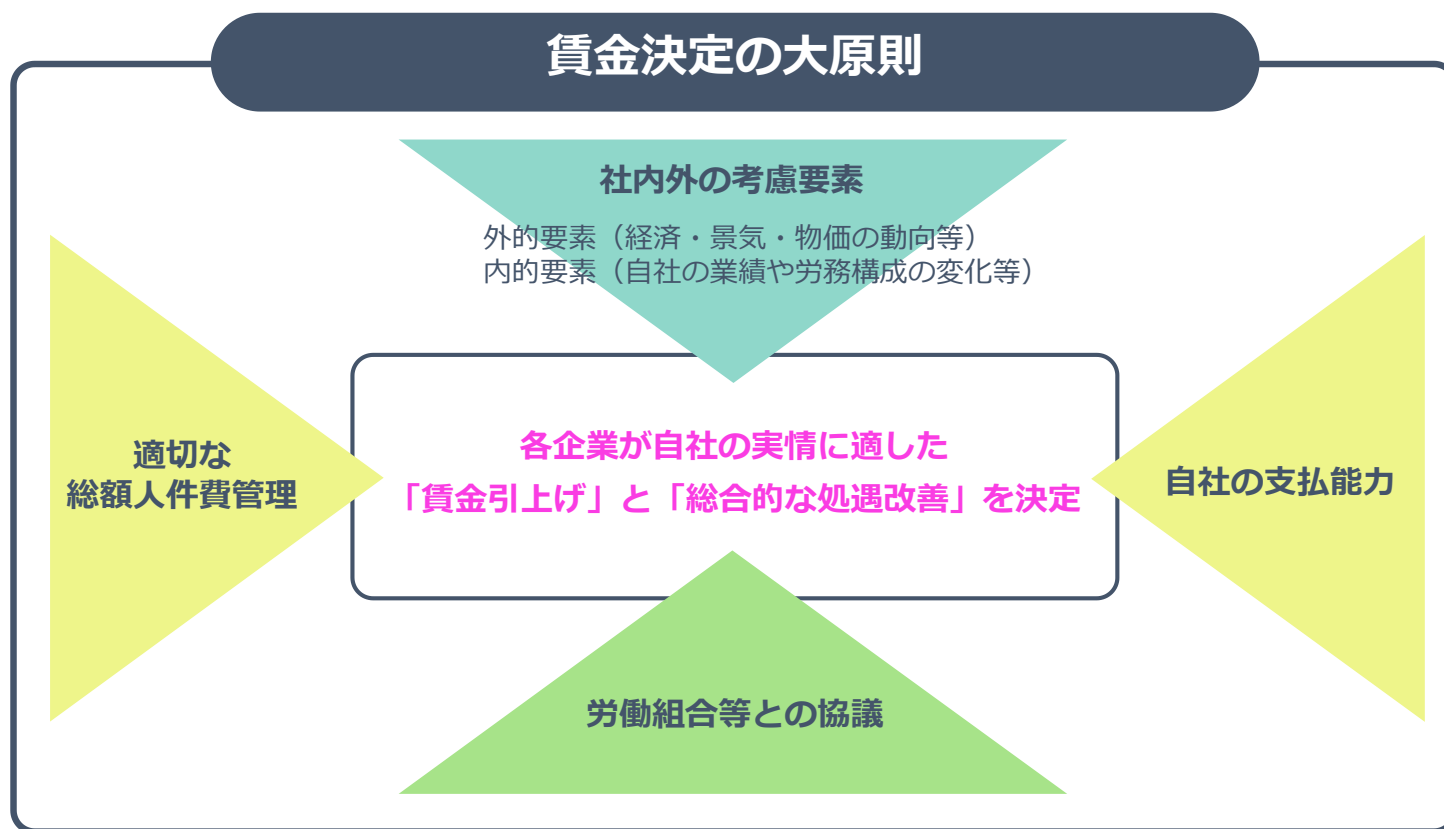 賃金決定の大原則
社内外の考慮要素
外的要素（経済・景気・物価の動向等）
内的要素（自社の業績や労務構成の変化等）
適切な
総額人件費管理
各企業が自社の実情に適した
「賃金引上げ」と「総合的な処遇改善」を決定
自社の支払能力
労働組合等との協議